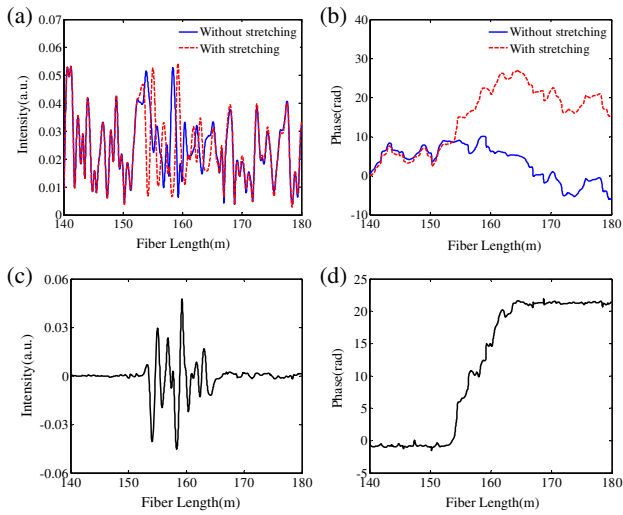 (a)
0.07
0.06
0.05
0.04
0.03
0.02
0.01
0
Intensity(a.u.)
Without stretching
With stretching
140 150 160 170 180
Fiber Length(m)
(b)
40
30
20
10
0
-10
Phase(rad)
Without stretching
With stretching
140 150 160 170 180
Fiber Length(m)
(c)
0.06
0.03
0
-0.03
-0.06
Intensity(a.u.)
140 150 160 170 180
Fiber Length(m)
(d)
25
20
15
10
5
0
-5
Phase(rad)
140 150 160 170 180
Fiber Length(m)